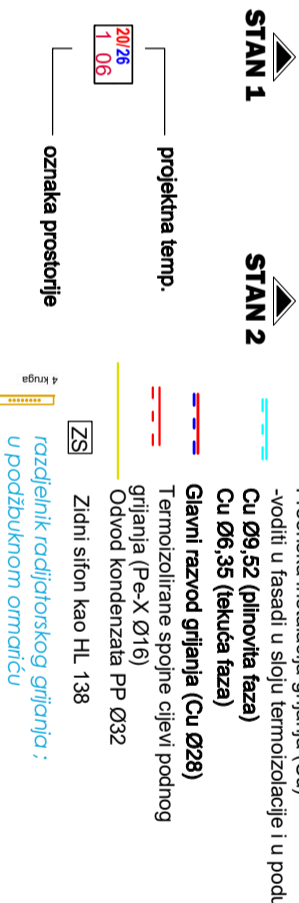 STAN 1
STAN 2
-voditi u fasadi u sloju termoizolacije i u
Cu Ø9,52 (plinovita faza)
Cu Ø6,35 (tekuća faza)
Glavni razvod grijanja (Cu Ø28)
Termoizolirane spojne cijevi podnog
grijanja (Pe-X Ø16)
Odvod kondenzata PP Ø32
ZS Zidni sifon kao HL 138
4 kruga
razdjelnik radijatorskog grijanja ;
u podžbuknom ormariću
projektna temp.
20/26
1 06
oznaka prostorije